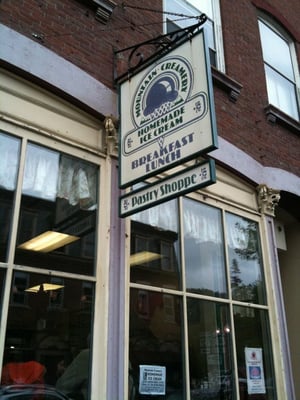 MOUNTAIN CREAMERY
HOMEMADE
ICE CREAM
BREAKFAST
LUNCH
Pastry Shoppe